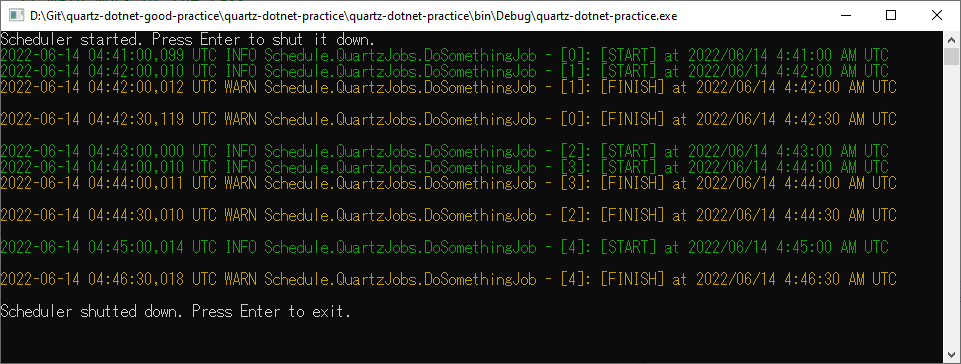 D:\Git\quartz-dotnet-good-practice\quartz-dotnet-practice\quartz-dotnet-practice\bin\Debug\quartz-dotnet-practice.exe
Scheduler started. Press Enter to shut it down.
2022-06-14 04:41:00,099 UTC INFO Schedule.QuartzJobs.DoSomethingJob - [0]: [START] at 2022/06/14 4:41:00 AM UTC
2022-06-14 04:42:00,010 UTC INFO Schedule.QuartzJobs.DoSomethingJob - [1]: [START] at 2022/06/14 4:42:00 AM UTC
2022-06-14 04:42:00,012 UTC WARN Schedule.QuartzJobs.DoSomethingJob - [1]: [FINISH] at 2022/06/14 4:42:00 AM UTC
2022-06-14 04:42:30,119 UTC WARN Schedule.QuartzJobs.DoSomethingJob - [0]: [FINISH] at 2022/06/14 4:42:30 AM UTC
2022-06-14 04:43:00,000 UTC INFO Schedule.QuartzJobs.DoSomethingJob - [2]: [START] at 2022/06/14 4:43:00 AM UTC
2022-06-14 04:44:00,010 UTC INFO Schedule.QuartzJobs.DoSomethingJob - [3]: [START] at 2022/06/14 4:44:00 AM UTC
2022-06-14 04:44:00,011 UTC WARN Schedule.QuartzJobs.DoSomethingJob - [3]: [FINISH] at 2022/06/14 4:44:00 AM UTC
2022-06-14 04:44:30,010 UTC WARN Schedule.QuartzJobs.DoSomethingJob - [2]: [FINISH] at 2022/06/14 4:44:30 AM UTC
2022-06-14 04:45:00,014 UTC INFO Schedule.QuartzJobs.DoSomethingJob - [4]: [START] at 2022/06/14 4:45:00 AM UTC
2022-06-14 04:46:30,018 UTC WARN Schedule.QuartzJobs.DoSomethingJob - [4]: [FINISH] at 2022/06/14 4:46:30 AM UTC
Scheduler shutted down. Press Enter to exit.